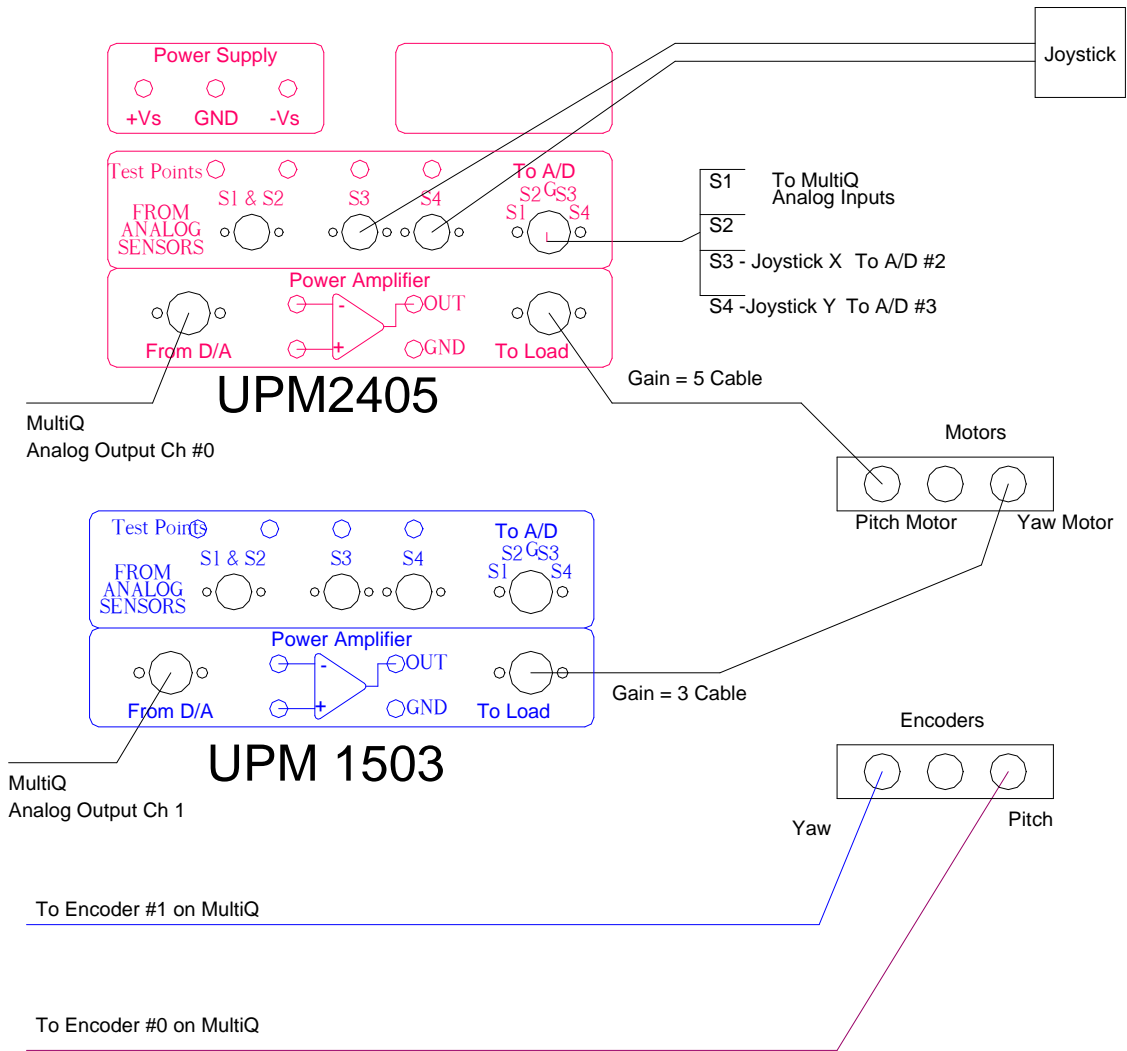 Joystick
Power Supply
+Vs GND -Vs
Test Points
To A/D
S1 & S2 S3 S4
S2 G S3
S1 S4
FROM
ANALOG
SENSORS
S1 To MultiQ
Analog Inputs
S2
S3 - Joystick X To A/D #2
S4 -Joystick Y To A/D #3
Power Amplifier
- OUT
+ GND
From D/A To Load
UPM2405
Gain = 5 Cable
MultiQ
Analog Output Ch #0
Motors
Pitch Motor Yaw Motor
Test Points
To A/D
S1 & S2 S3 S4
S2 G S3
S1 S4
FROM
ANALOG
SENSORS
Power Amplifier
- OUT
+ GND
From D/A To Load
Gain = 3 Cable
UPM 1503
MultiQ
Analog Output Ch 1
Encoders
Yaw Pitch
To Encoder #1 on MultiQ
To Encoder #0 on MultiQ